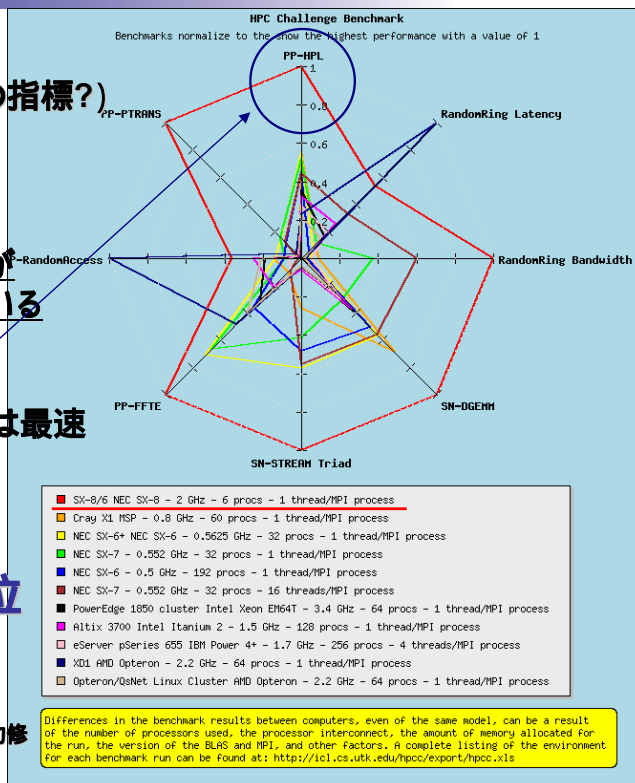 HPC Challenge Benchmark
Benchmarks normalize to the show the highest performance with a value of 1
PP-HPL
1
の指標?)
0.8
PP-PTRANS
RandomRing Latency
0.6
0.4
0.2
が
-RandomAccess
RandomRing Bandwidth
いる
PP-FFTE
SN-DGEMM
は最速
SN-STREAM Triad
SX-8/6 NEC SX-8 - 2 GHz - 6 procs - 1 thread/MPI process
Cray X1 MSP - 0.8 GHz - 60 procs - 1 thread/MPI process
NEC SX-6+ NEC SX-6 - 0.5625 GHz - 32 procs - 1 thread/MPI process
NEC SX-7 - 0.552 GHz - 32 procs - 1 thread/MPI process
NEC SX-6 - 0.5 GHz - 192 procs - 1 thread/MPI process
位
NEC SX-7 - 0.552 GHz - 32 procs - 16 threads/MPI process
PowerEdge 1850 cluster Intel Xeon EM64T - 3.4 GHz - 64 procs - 1 thread/MPI process
Altix 3700 Intel Itanium 2 - 1.5 GHz - 128 procs - 1 thread/MPI process
eServer pSeries 655 IBM Power 4+ - 1.7 GHz - 256 procs - 4 threads/MPI process
XD1 AMD Opteron - 2.2 GHz - 64 procs - 1 thread/MPI process
Opteron/QsNet Linux Cluster AMD Opteron - 2.2 GHz - 64 procs - 1 thread/MPI process
Differences in the benchmark results between computers, even of the same model, can be a result
of the number of processors used, the processor interconnect, the amount of memory allocated for
the run, the version of the BLAS and MPI, and other factors. A complete listing of the environment
for each benchmark run can be found at: http://icl.cs.utk.edu/hpcc/export/hpcc.xls